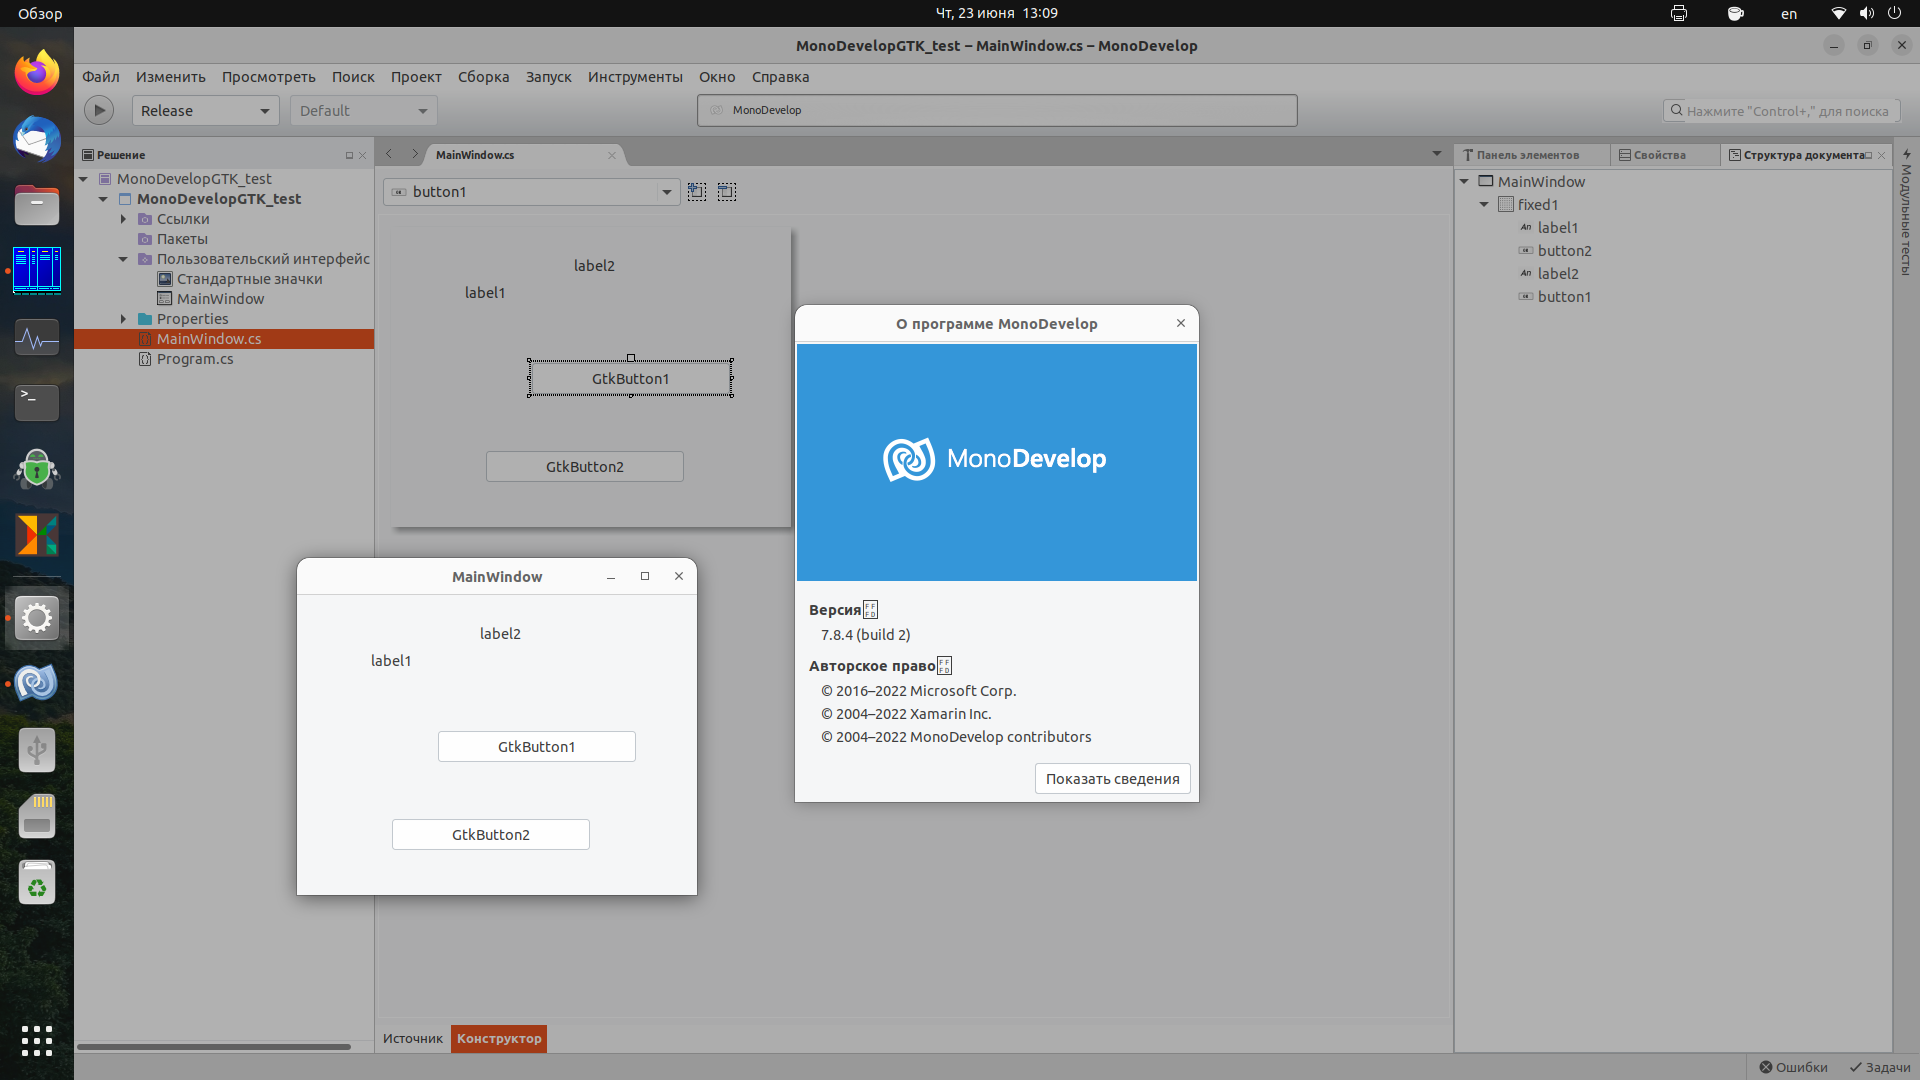 Обзор
Чт, 23 июня 13:09
en
MonoDevelopGTK_test – MainWindow.cs – MonoDevelop
Файл Изменить Просмотреть Поиск Проект Сборка Запуск Инструменты Окно Справка
Release
Default
MonoDevelop
Нажмите "Control+," для поиска
Решение
MonoDevelopGTK_test
MonoDevelopGTK_test
Ссылки
Пакеты
Пользовательский интерфейс
Стандартные значки
MainWindow
Properties
MainWindow.cs
Program.cs
MainWindow.cs
button1
label2
label1
GtkButton1
GtkButton2
Источник Конструктор
MainWindow
label2
label1
GtkButton1
GtkButton2
О программе MonoDevelop
MonoDevelop
Версия
7.8.4 (build 2)
Авторское право
© 2016–2022 Microsoft Corp.
© 2004–2022 Xamarin Inc.
© 2004–2022 MonoDevelop contributors
Показать сведения
Панель элементов
Свойства
Структура документа
MainWindow
fixed1
label1
button2
label2
button1
Модульные тесты
Ошибки
Задачи